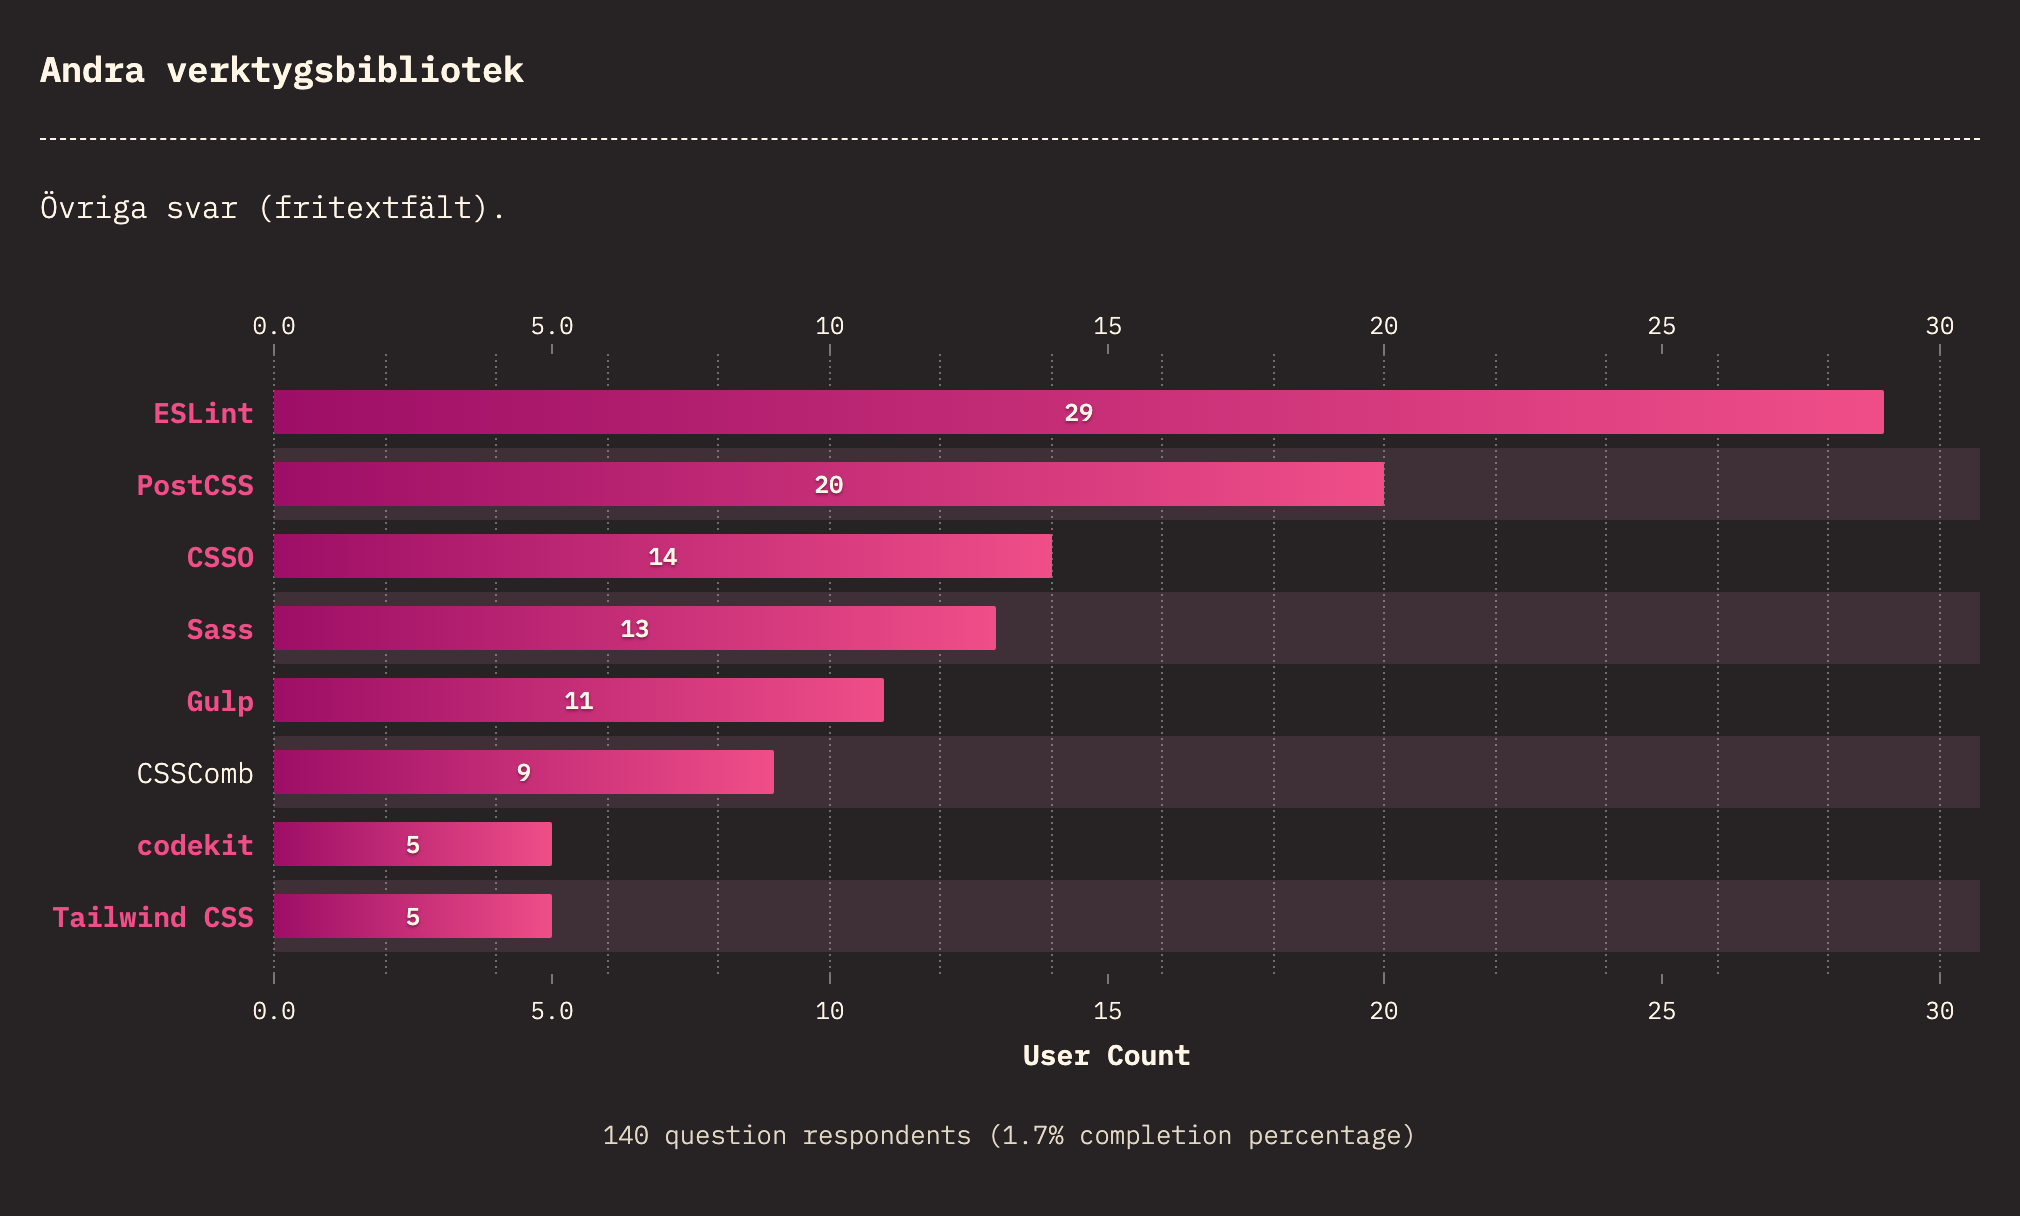 Andra verktygsbibliotek
Övriga svar (fritextfält).
0.0 5.0 10 15 20 25 30
ESLint 29
PostCSS 20
CSSO 14
Sass 13
Gulp 11
CSSComb 9
codekit 5
Tailwind CSS 5
0.0 5.0 10 15 20 25 30
User Count
140 question respondents (1.7% completion percentage)